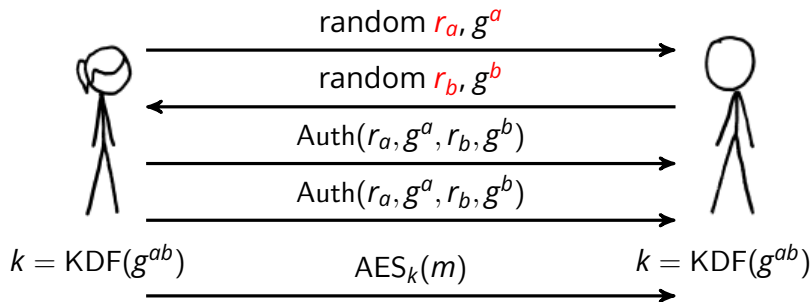 random r_a, g^a
random r_b, g^b
Auth(r_a, g^a, r_b, g^b)
Auth(r_a, g^a, r_b, g^b)
k = KDF(g^{ab}) k = KDF(g^{ab})
AES_k(m)